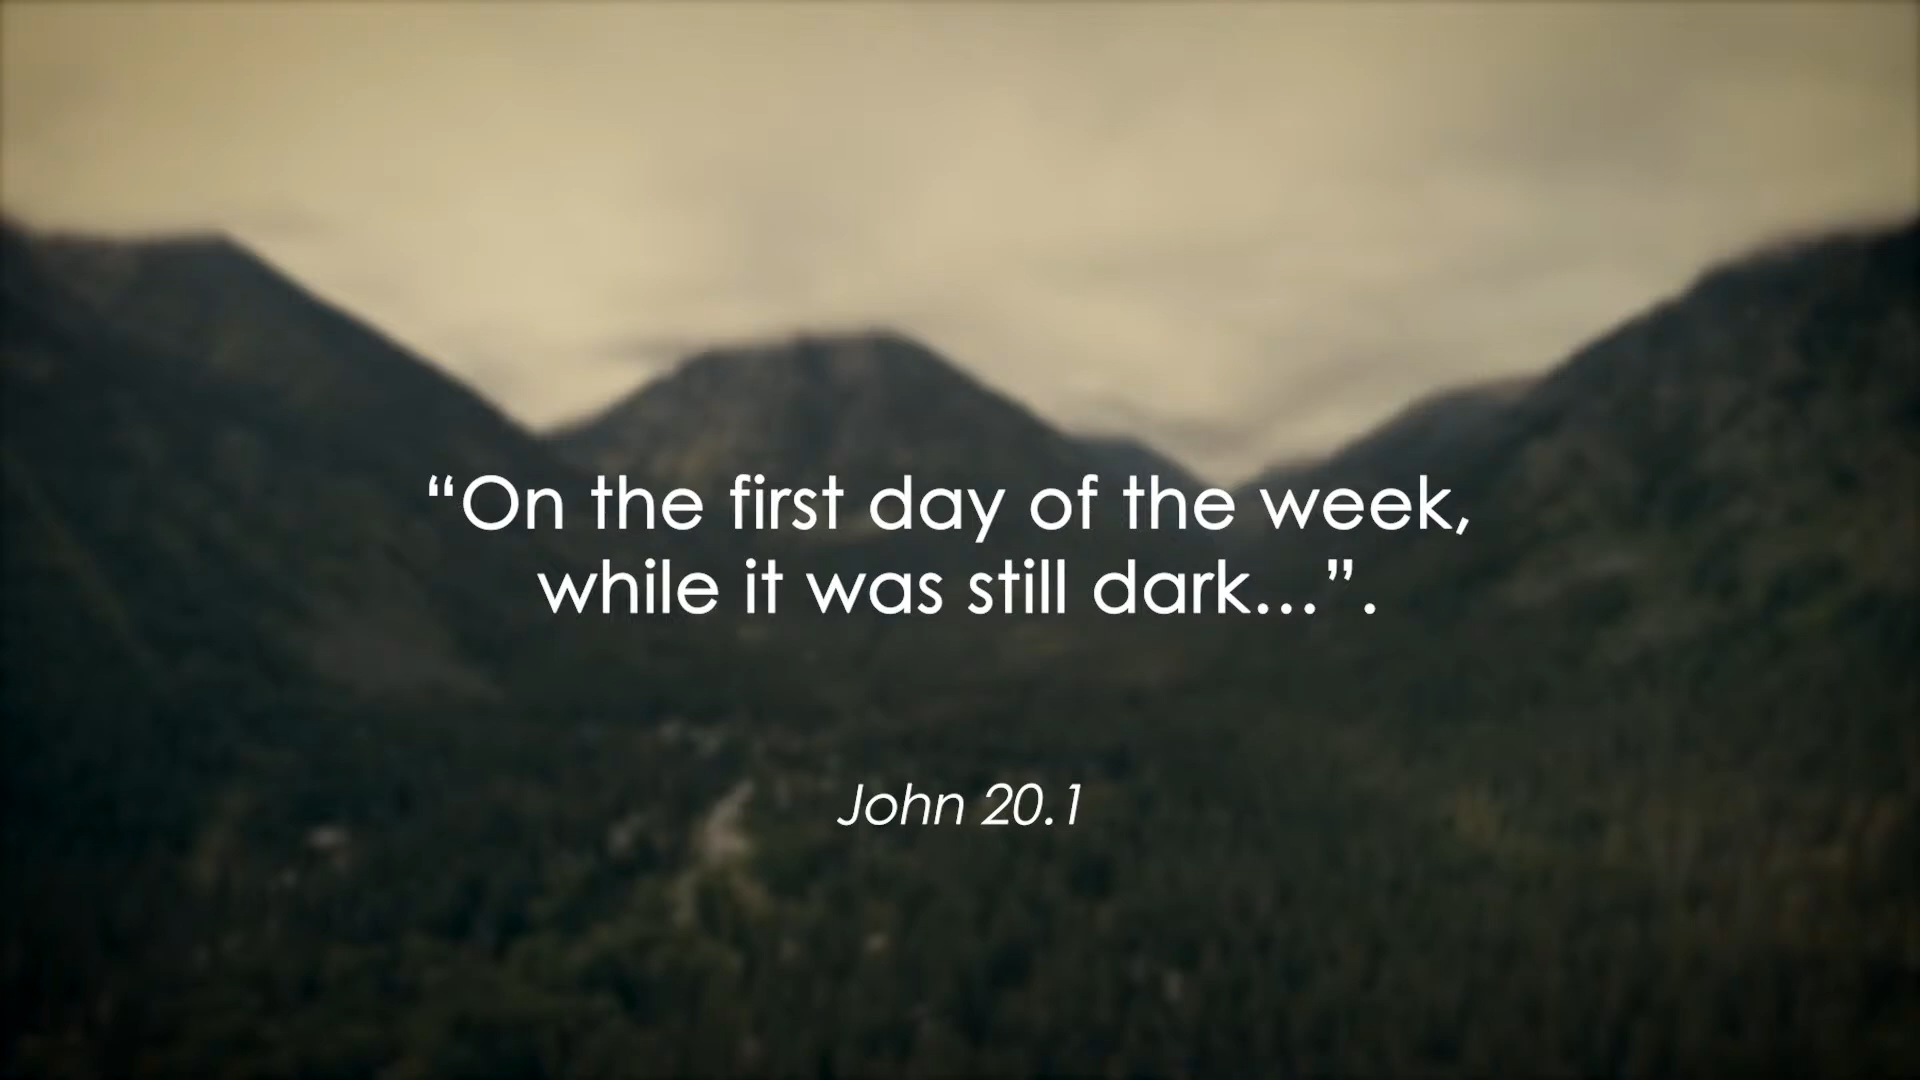 “On the first day of the week,
while it was still dark...”.
John 20.1